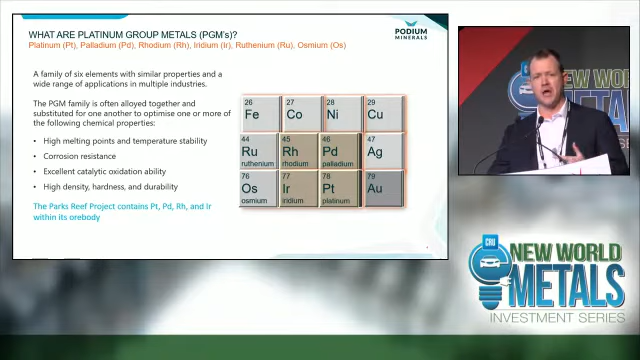 WHAT ARE PLATINUM GROUP METALS (PGM's)?
Platinum (Pt), Palladium (Pd), Rhodium (Rh), Iridium (Ir), Ruthenium (Ru), Osmium (Os)
PODIUM
MINERALS
A family of six elements with similar properties and a
wide range of applications in multiple industries.
The PGM family is often alloyed together and
substituted for one another to optimise one or more of
the following chemical properties:
• High melting points and temperature stability
• Corrosion resistance
• Excellent catalytic oxidation ability
• High density, hardness, and durability
The Parks Reef Project contains Pt, Pd, Rh, and Ir
within its orebody
26 27 28 29
Fe Co Ni Cu
44 45 46 47
Ru Rh Pd Ag
ruthenium rhodium palladium
76 77 78 79
Os Ir Pt Au
osmium iridium platinum
NEW WORLD
METALS
CRU
NEW WORLD
METALS
INVESTMENT SERIES